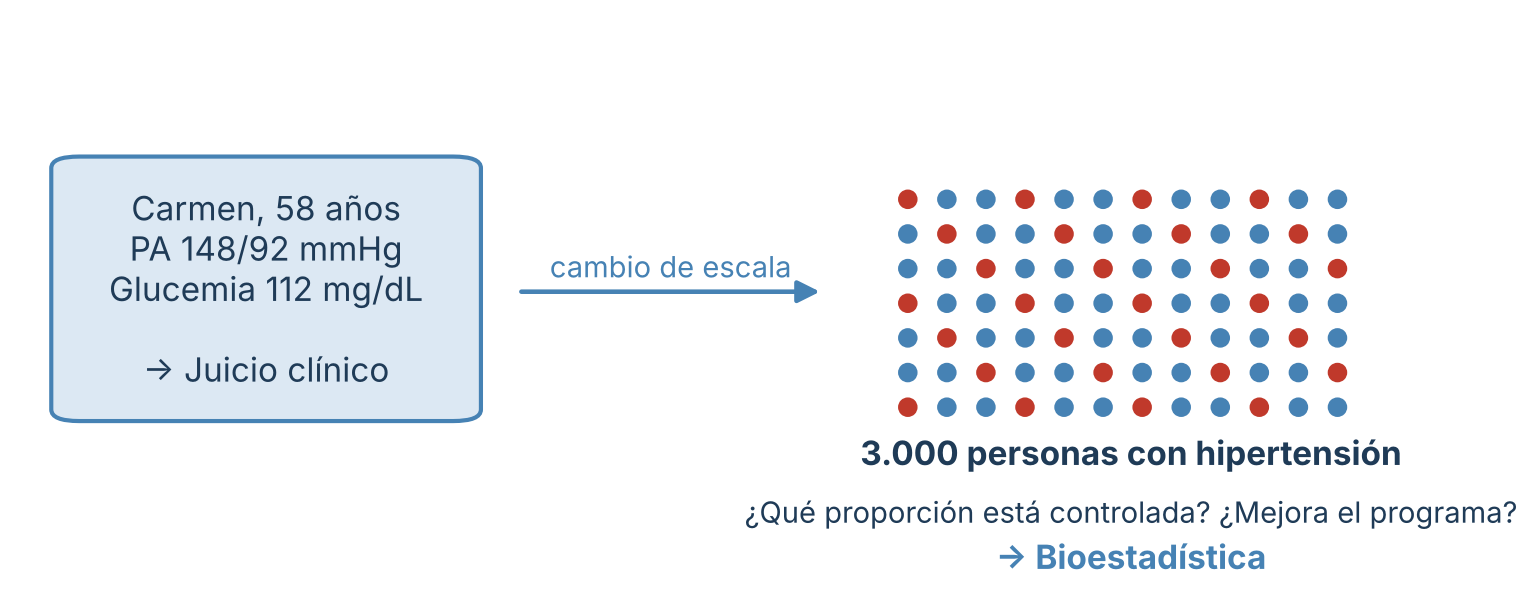 Carmen, 58 años
PA 148/92 mmHg
Glucemia 112 mg/dL
→ Juicio clínico
cambio de escala
3.000 personas con hipertensión
¿Qué proporción está controlada? ¿Mejora el programa?
→ Bioestadística